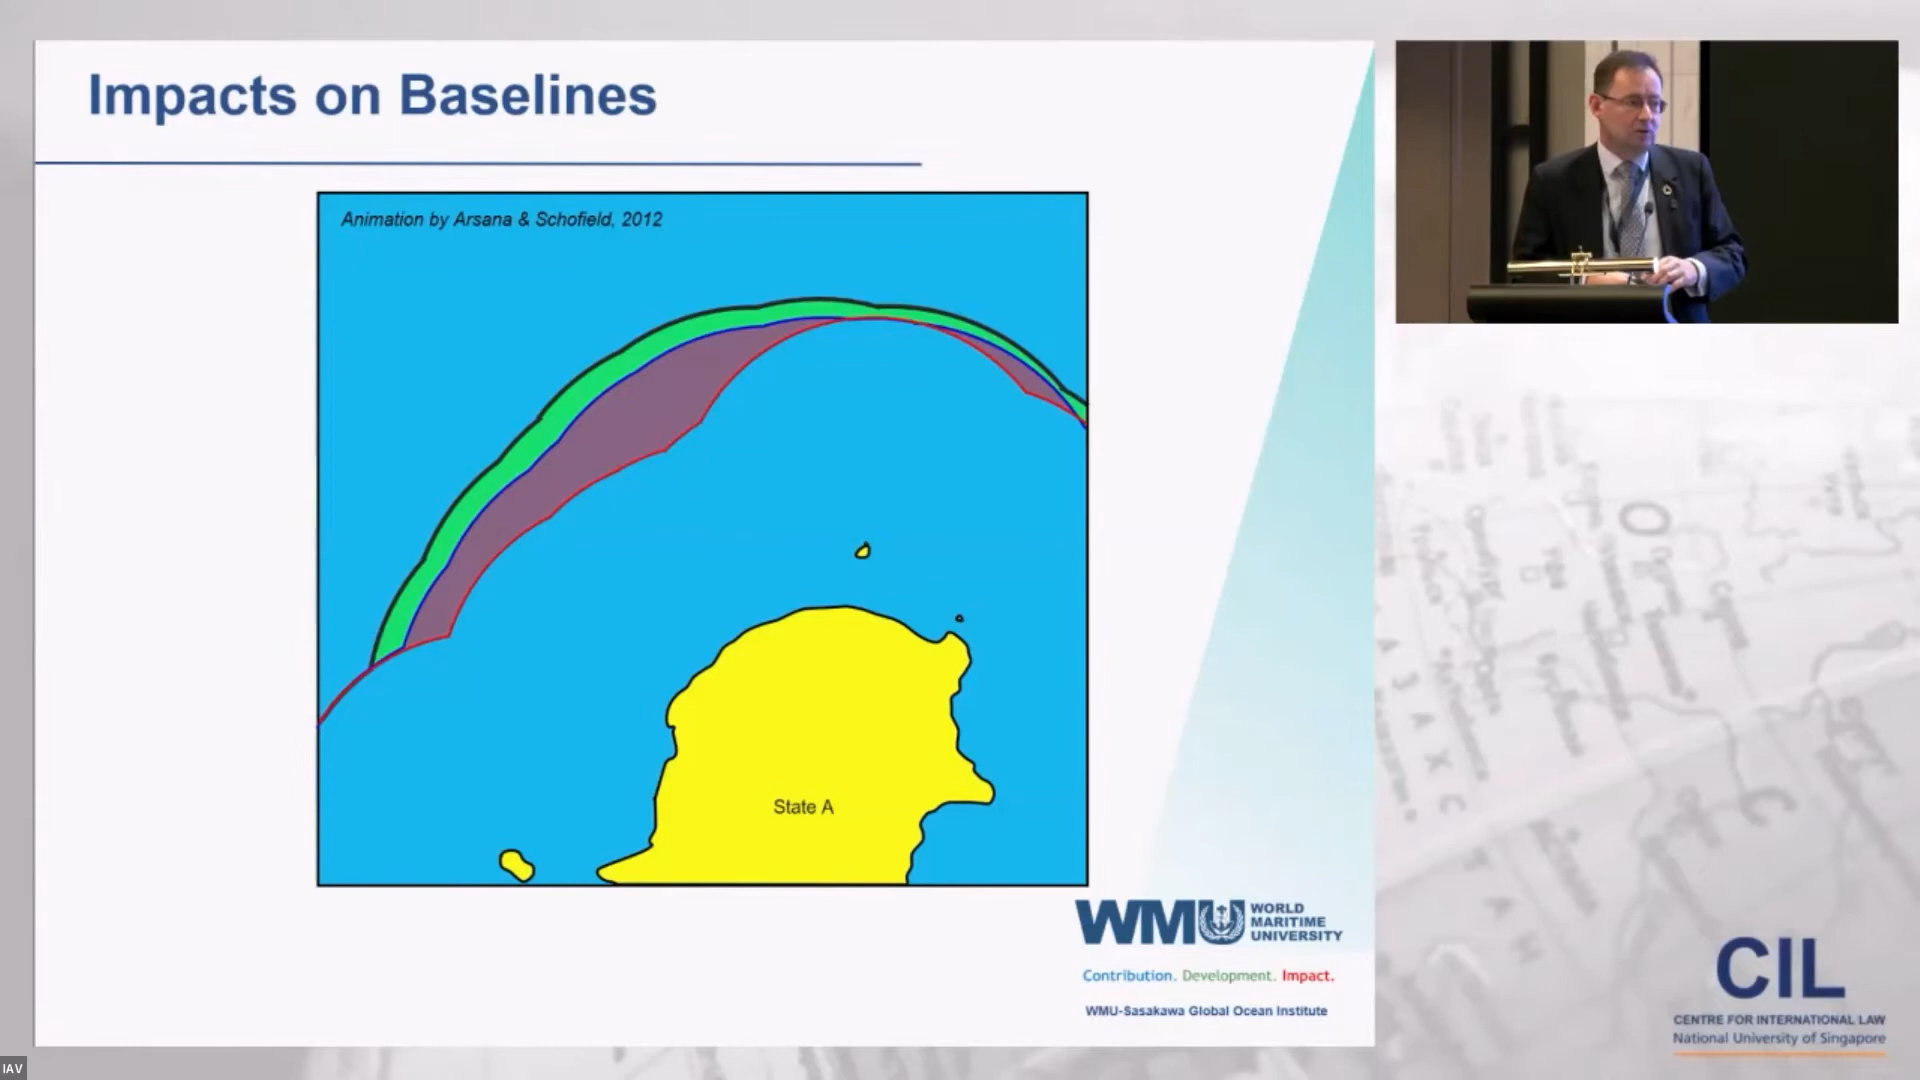 Impacts on Baselines
Animation by Arsana & Schofield, 2012
State A
WMU
WORLD
MARITIME
UNIVERSITY
Contribution. Development. Impact.
WMU-Sasakawa Global Ocean Institute
CIL
CENTRE FOR INTERNATIONAL LAW
National University of Singapore
IAV